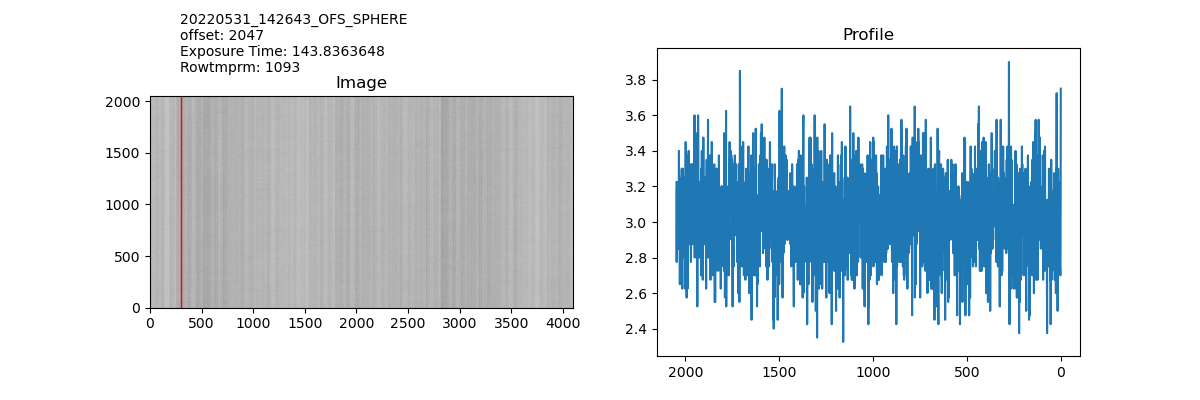 20220531_142643_OFS_SPHERE
offset: 2047
Exposure Time: 143.8363648
Rowtmprm: 1093
Image
2000
1500
1000
500
0
0 500 1000 1500 2000 2500 3000 3500 4000
Profile
3.8
3.6
3.4
3.2
3.0
2.8
2.6
2.4
2000 1500 1000 500 0